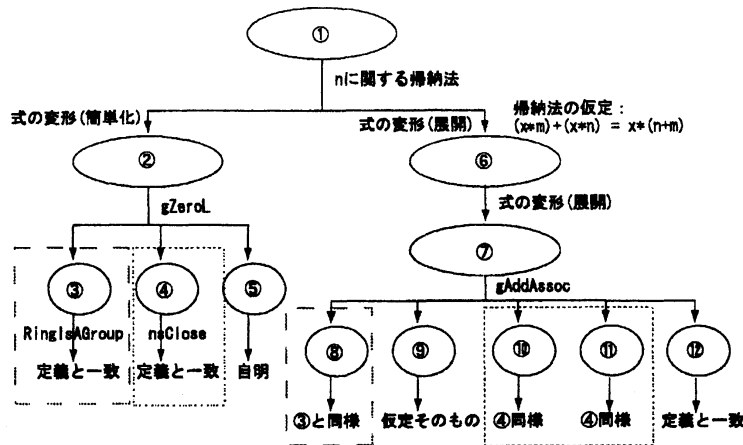 ①
nに関する帰納法
式の変形(簡単化)
式の変形(展開)
帰納法の仮定:
(x*m)+(x*n) = x*(n+m)
②
⑥
gZeroL
式の変形(展開)
⑦
③
④
⑤
gAddAssoc
RingIsAGroup
nsClose
定義と一致
定義と一致
自明
⑧
⑨
⑩
⑪
⑫
③と同様
仮定そのもの
④同様
④同様
定義と一致